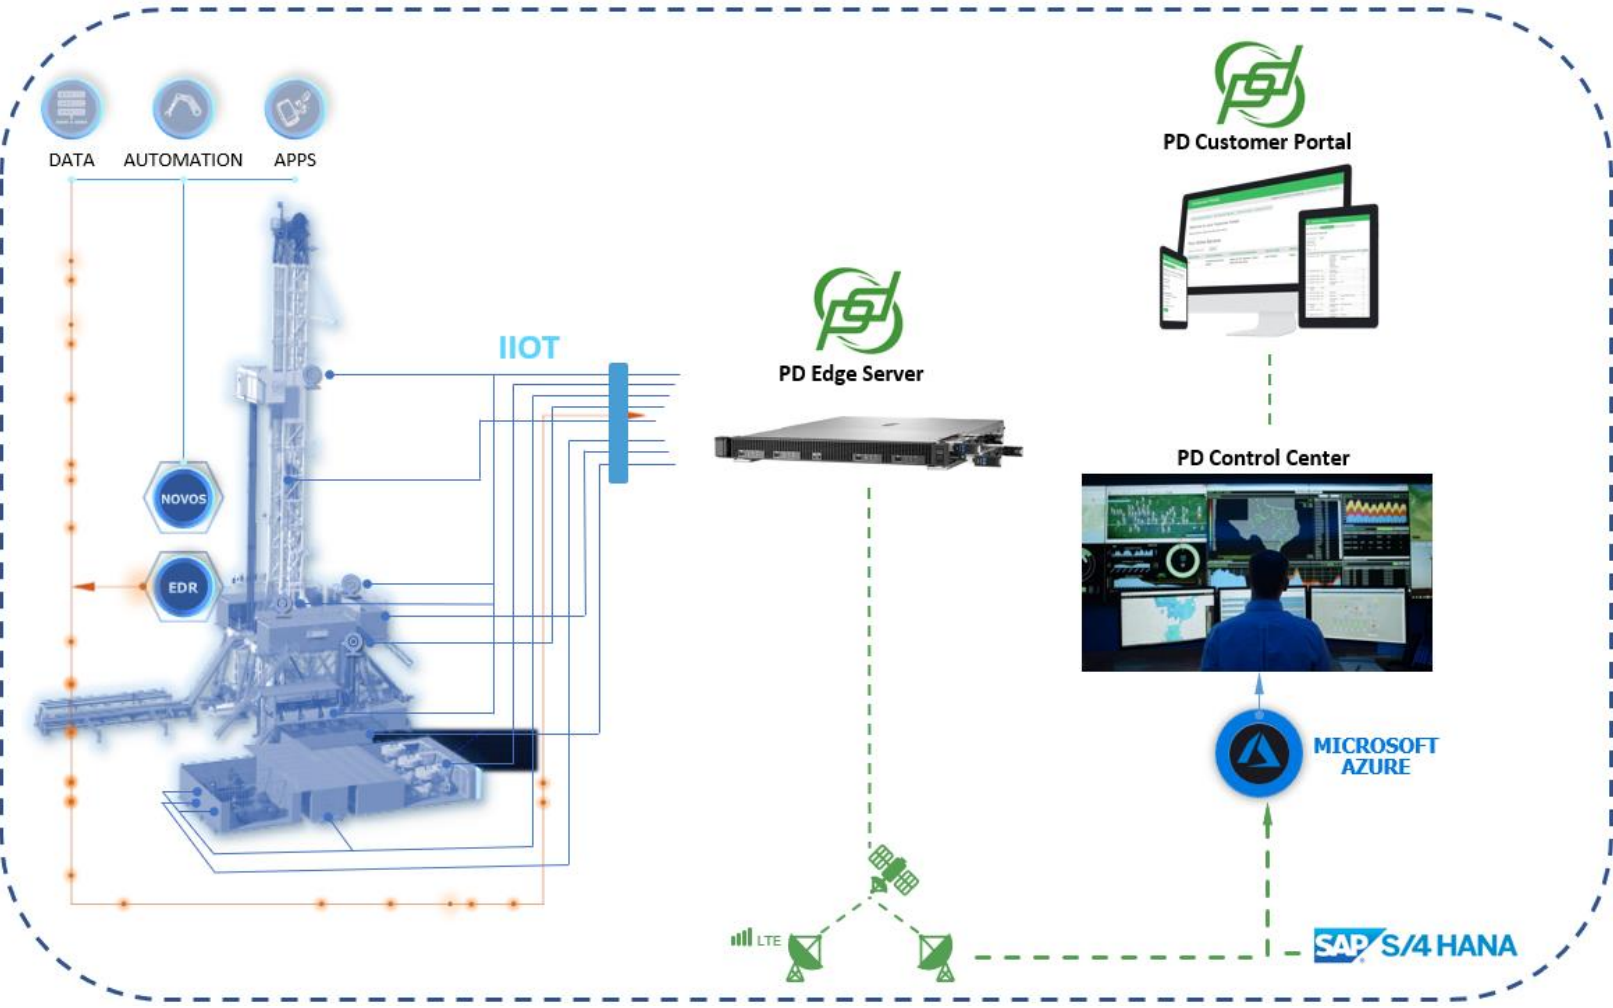 DATA
AUTOMATION
APPS
NOVOS
EDR
IIOT
PD Edge Server
PD Customer Portal
PD Control Center
MICROSOFT
AZURE
LTE
SAP S/4 HANA